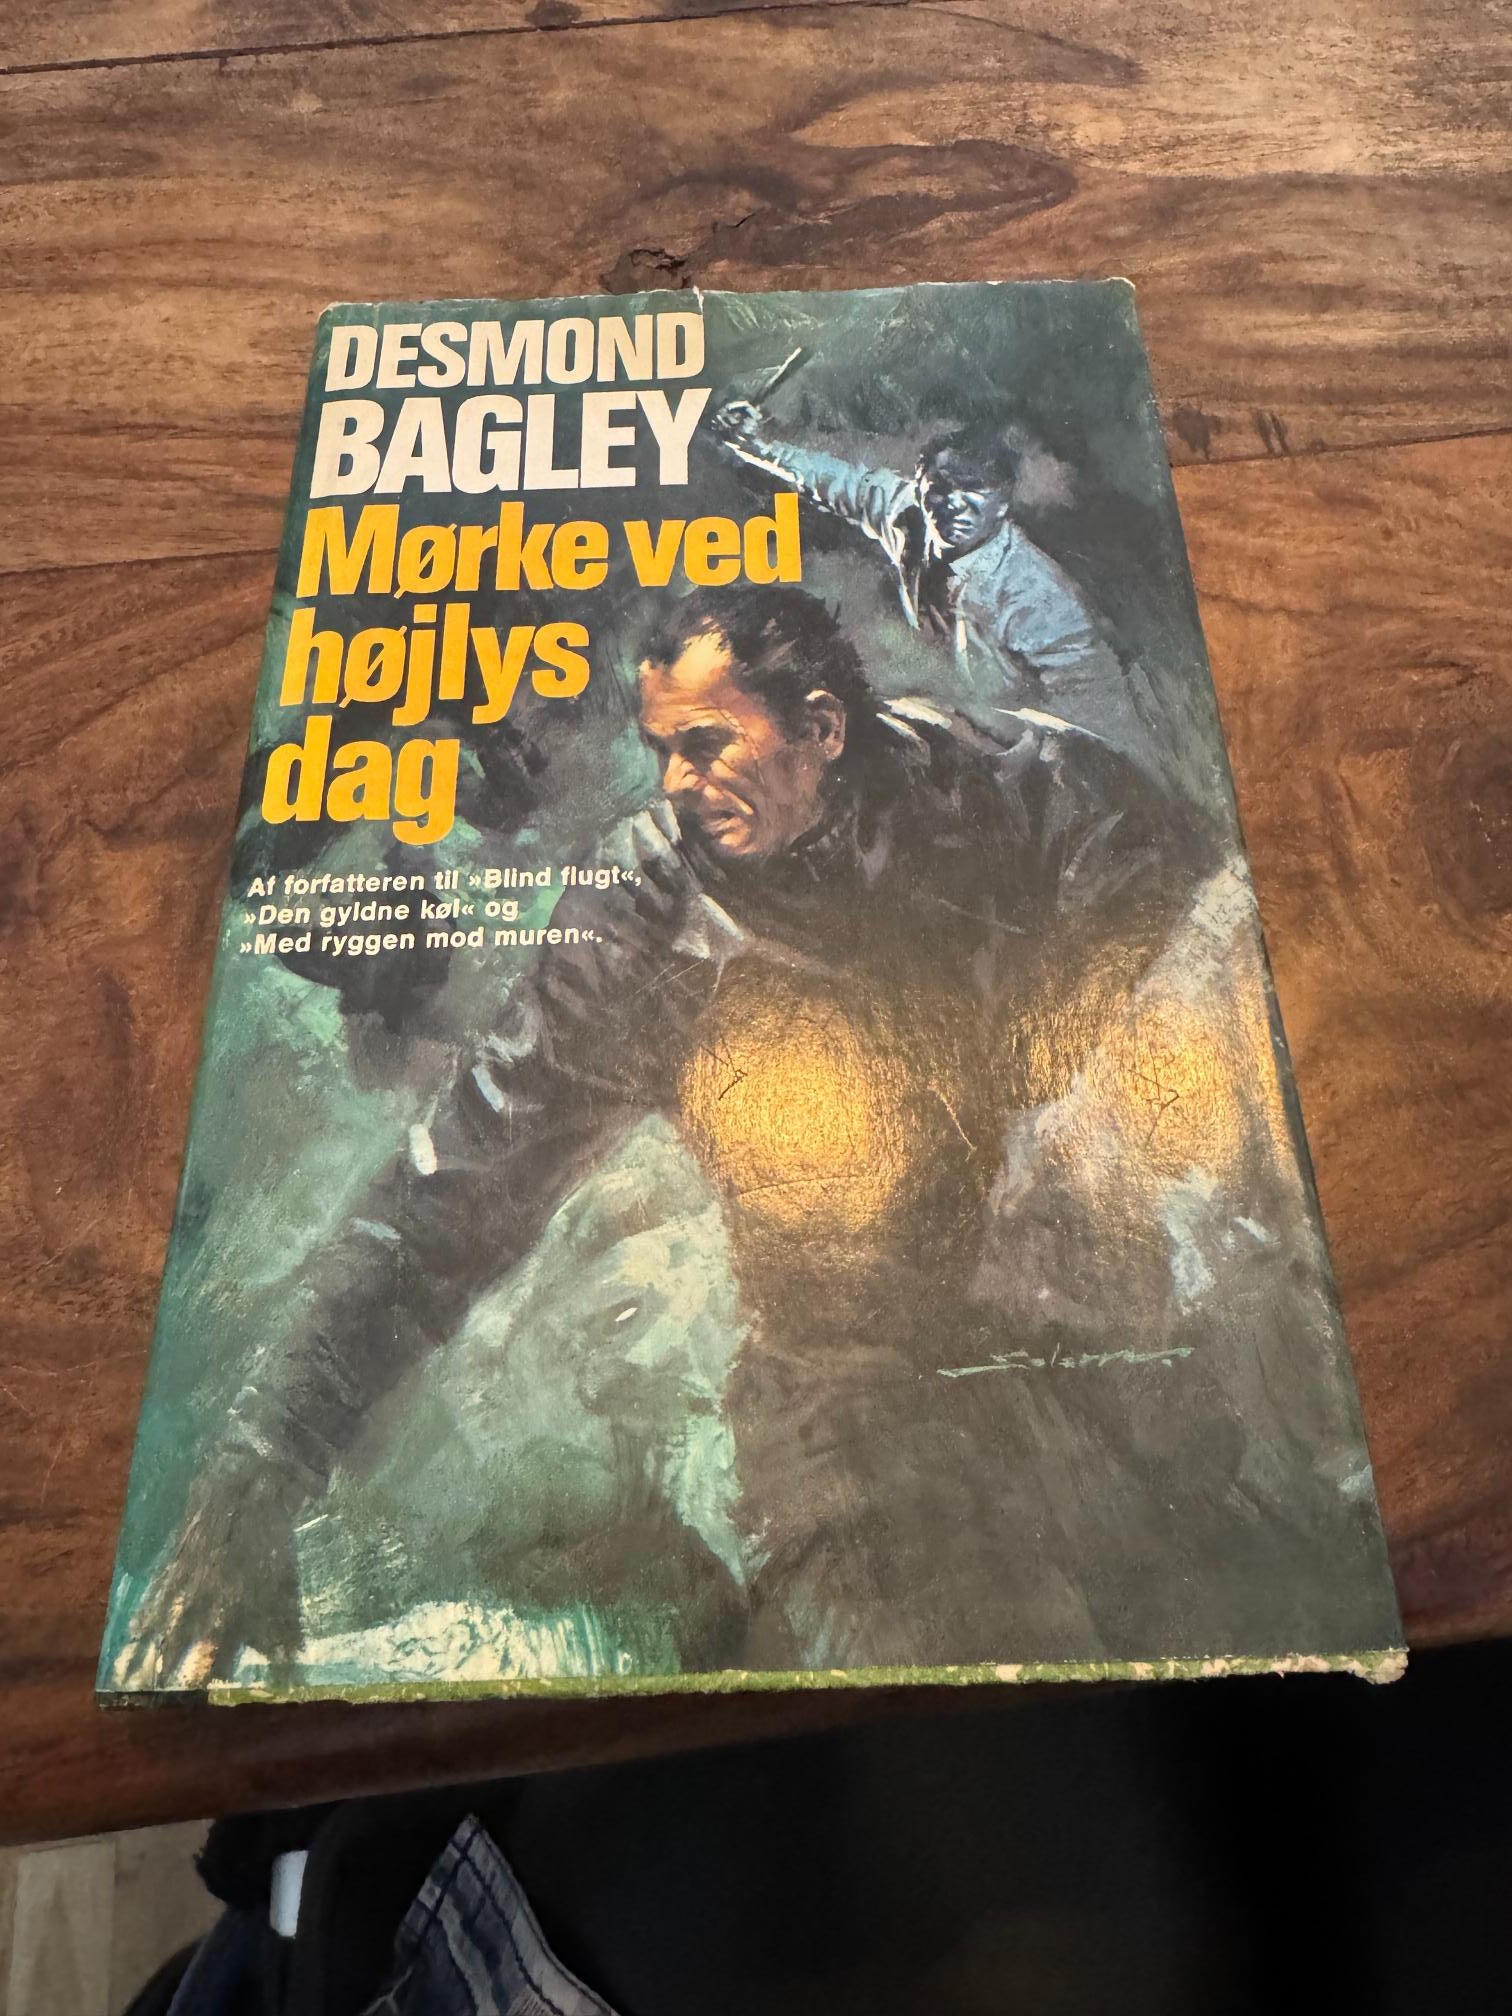 DESMOND
BAGLEY
Mørke ved
højlys
dag
Af forfatteren til »Blind flugt«,
»Den gyldne køl« og
»Med ryggen mod muren«.